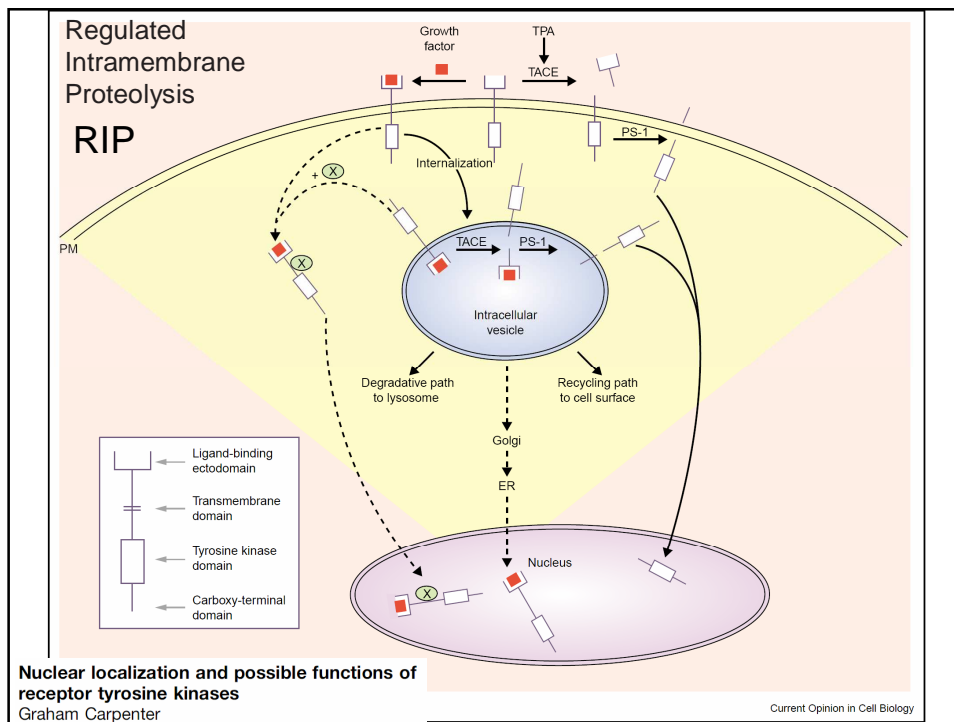 Regulated
Intramembrane
Proteolysis
RIP
Growth
factor
TPA
TACE
PS-1
Internalization
+ X
PM
X
TACE
PS-1
Intracellular
vesicle
Degradative path
to lysosome
Recycling path
to cell surface
Golgi
ER
Nucleus
X
Ligand-binding
ectodomain
Transmembrane
domain
Tyrosine kinase
domain
Carboxy-terminal
domain
Nuclear localization and possible functions of
receptor tyrosine kinases
Graham Carpenter
Current Opinion in Cell Biology